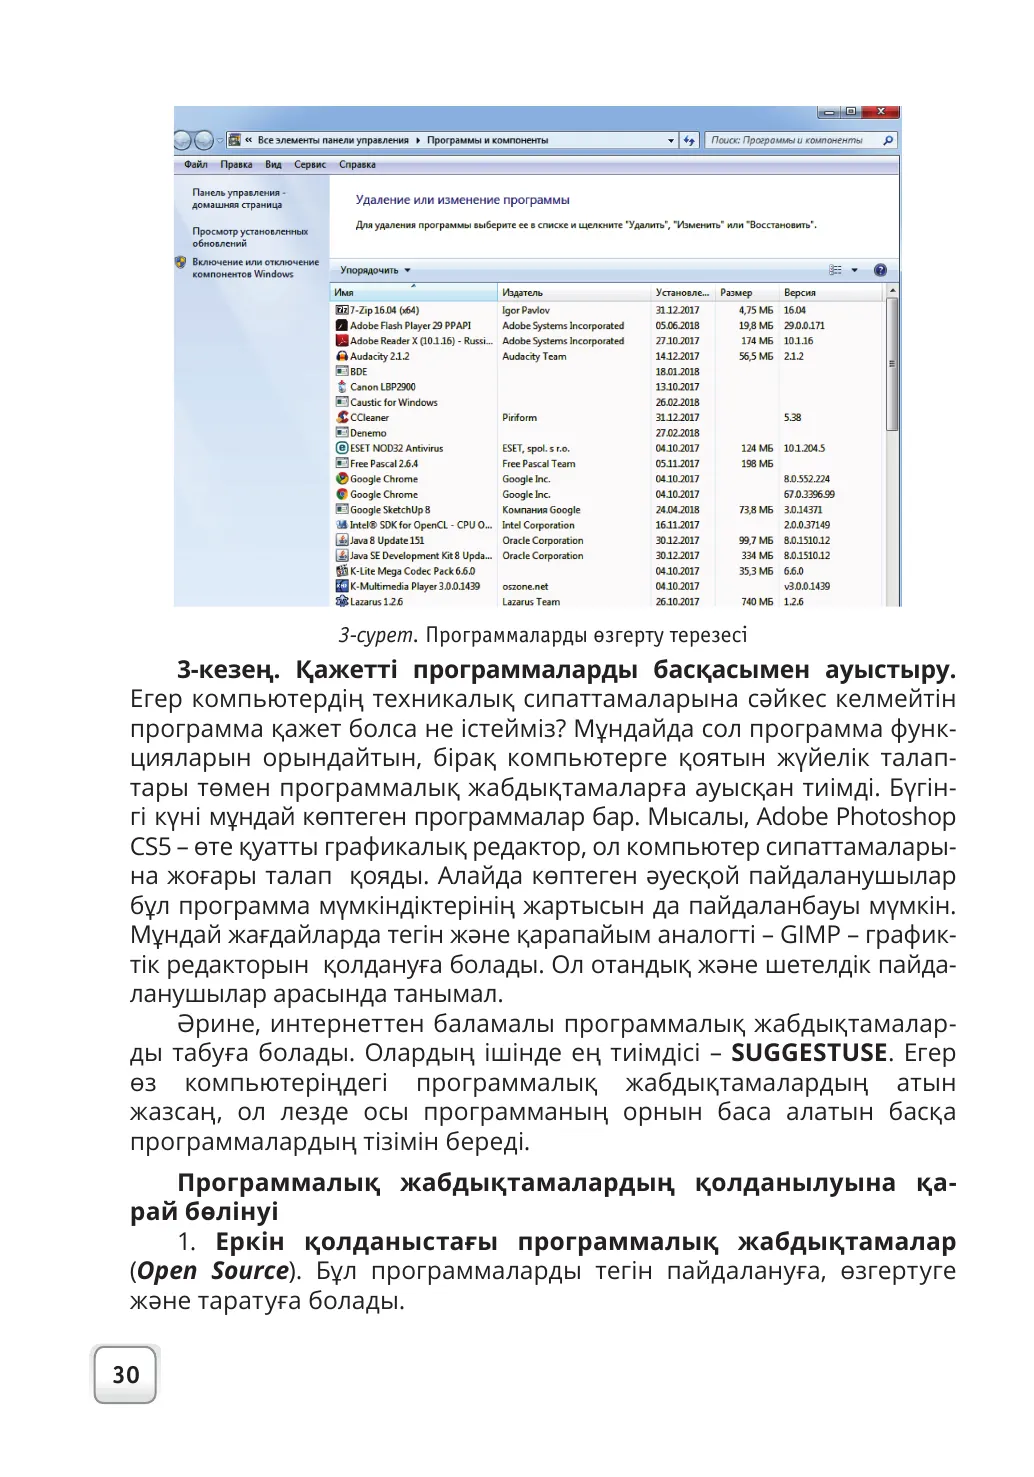 « Все элементы панели управления ▸ Программы и компоненты
Поиск: Программы и компоненты
Файл Правка Вид Сервис Справка
Панель управления -
домашняя страница
Просмотр установленных
обновлений
Включение или отключение
компонентов Windows
Удаление или изменение программы
Для удаления программы выберите ее в списке и щелкните "Удалить", "Изменить" или "Восстановить".
Упорядочить ▼
Имя Издатель Установле... Размер Версия
7-Zip 16.04 (x64) Igor Pavlov 31.12.2017 4,75 МБ 16.04
Adobe Flash Player 29 PPAPI Adobe Systems Incorporated 05.06.2018 19,8 МБ 29.0.0.171
Adobe Reader X (10.1.16) - Russi... Adobe Systems Incorporated 27.10.2017 174 МБ 10.1.16
Audacity 2.1.2 Audacity Team 14.12.2017 56,5 МБ 2.1.2
BDE 18.01.2018
Canon LBP2900 13.10.2017
Caustic for Windows 26.02.2018
CCleaner Piriform 31.12.2017 5.38
Denemo 27.02.2018
ESET NOD32 Antivirus ESET, spol. s r.o. 04.10.2017 124 МБ 10.1.204.5
Free Pascal 2.6.4 Free Pascal Team 05.11.2017 198 МБ
Google Chrome Google Inc. 04.10.2017 8.0.552.224
Google Chrome Google Inc. 04.10.2017 67.0.3396.99
Google SketchUp 8 Компания Google 24.04.2018 73,8 МБ 3.0.14371
Intel® SDK for OpenCL - CPU O... Intel Corporation 16.11.2017 2.0.0.37149
Java 8 Update 151 Oracle Corporation 30.12.2017 99,7 МБ 8.0.1510.12
Java SE Development Kit 8 Upda... Oracle Corporation 30.12.2017 334 МБ 8.0.1510.12
K-Lite Mega Codec Pack 6.6.0 04.10.2017 35,3 МБ 6.6.0
K-Multimedia Player 3.0.0.1439 oszone.net 04.10.2017 v3.0.0.1439
Lazarus 1.2.6 Lazarus Team 26.10.2017 740 МБ 1.2.6
3-сурет. Программаларды өзгерту терезесі
3-кезең. Қажетті программаларды басқасымен ауыстыру.
Егер компьютердің техникалық сипаттамаларына сәйкес келмейтін
программа қажет болса не істейміз? Мұндайда сол программа функ-
цияларын орындайтын, бірақ компьютерге қоятын жүйелік талап-
тары төмен программалық жабдықтамаларға ауысқан тиімді. Бүгін-
гі күні мұндай көптеген программалар бар. Мысалы, Adobe Photoshop
CS5 – өте қуатты графикалық редактор, ол компьютер сипаттамалары-
на жоғары талап қояды. Алайда көптеген әуесқой пайдаланушылар
бұл программа мүмкіндіктерінің жартысын да пайдаланбауы мүмкін.
Мұндай жағдайларда тегін және қарапайым аналогті – GIMP – график-
тік редакторын қолдануға болады. Ол отандық және шетелдік пайда-
ланушылар арасында танымал.
Әрине, интернеттен баламалы программалық жабдықтамалар-
ды табуға болады. Олардың ішінде ең тиімдісі – SUGGESTUSE. Егер
өз компьютеріңдегі программалық жабдықтамалардың атын
жазсаң, ол лезде осы программаның орнын баса алатын басқа
программалардың тізімін береді.
Программалық жабдықтамалардың қолданылуына қа-
рай бөлінуі
1. Еркін қолданыстағы программалық жабдықтамалар
(Open Source). Бұл программаларды тегін пайдалануға, өзгертуге
және таратуға болады.
30